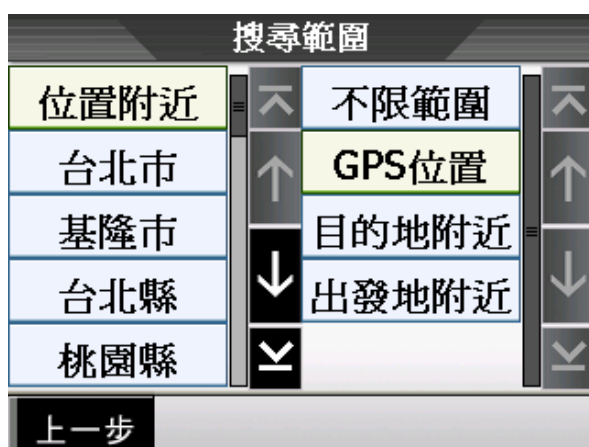 搜尋範圍
位置附近
台北市
基隆市
台北縣
桃園縣
不限範圍
GPS位置
目的地附近
出發地附近
上一步